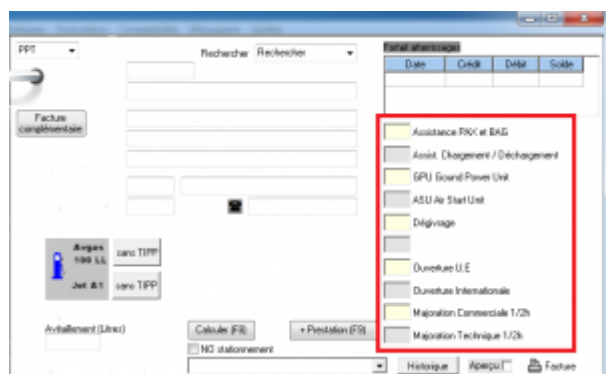 PPT
Rechercher Rechercher
Forfait atterrissages
Date Crédit Débit Solde
Facture
complémentaire
Assistance PAX et BAG
Assist. Chargement / Déchargement
GPU Gound Power Unit
ASU Air Start Unit
Dégivrage
Ouverture U.E
Ouverture Internationale
Majoration Commerciale 1/2h
Majoration Technique 1/2h
Avgas
100 LL
sans TIPP
Jet A1
sans TIPP
Avitaillement (Litres)
Calculer (F8)
+ Prestation (F9)
NO stationnement
Historique Aperçu Facture